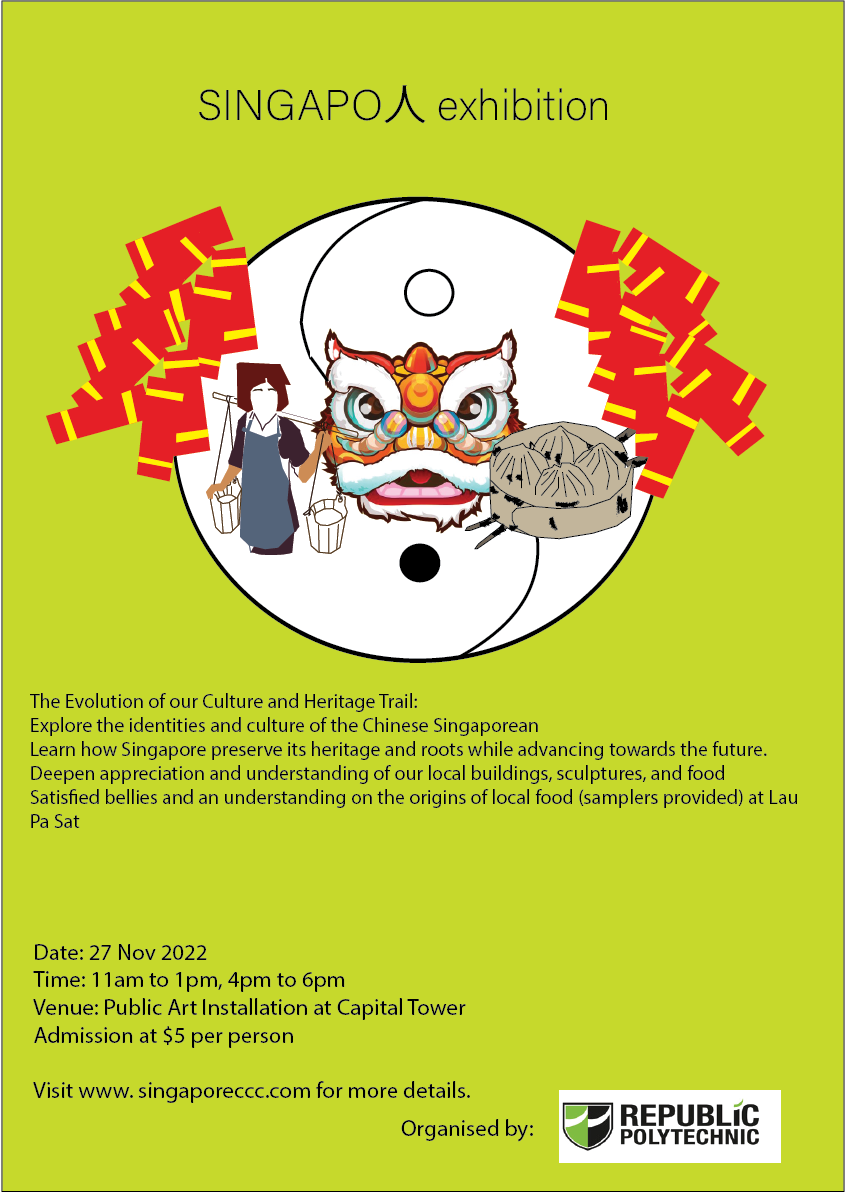 SINGAPO人 exhibition
The Evolution of our Culture and Heritage Trail:
Explore the identities and culture of the Chinese Singaporean
Learn how Singapore preserve its heritage and roots while advancing towards the future.
Deepen appreciation and understanding of our local buildings, sculptures, and food
Satisfied bellies and an understanding on the origins of local food (samplers provided) at Lau
Pa Sat
Date: 27 Nov 2022
Time: 11am to 1pm, 4pm to 6pm
Venue: Public Art Installation at Capital Tower
Admission at $5 per person
Visit www. singaporeccc.com for more details.
Organised by:
REPUBLIC
POLYTECHNIC